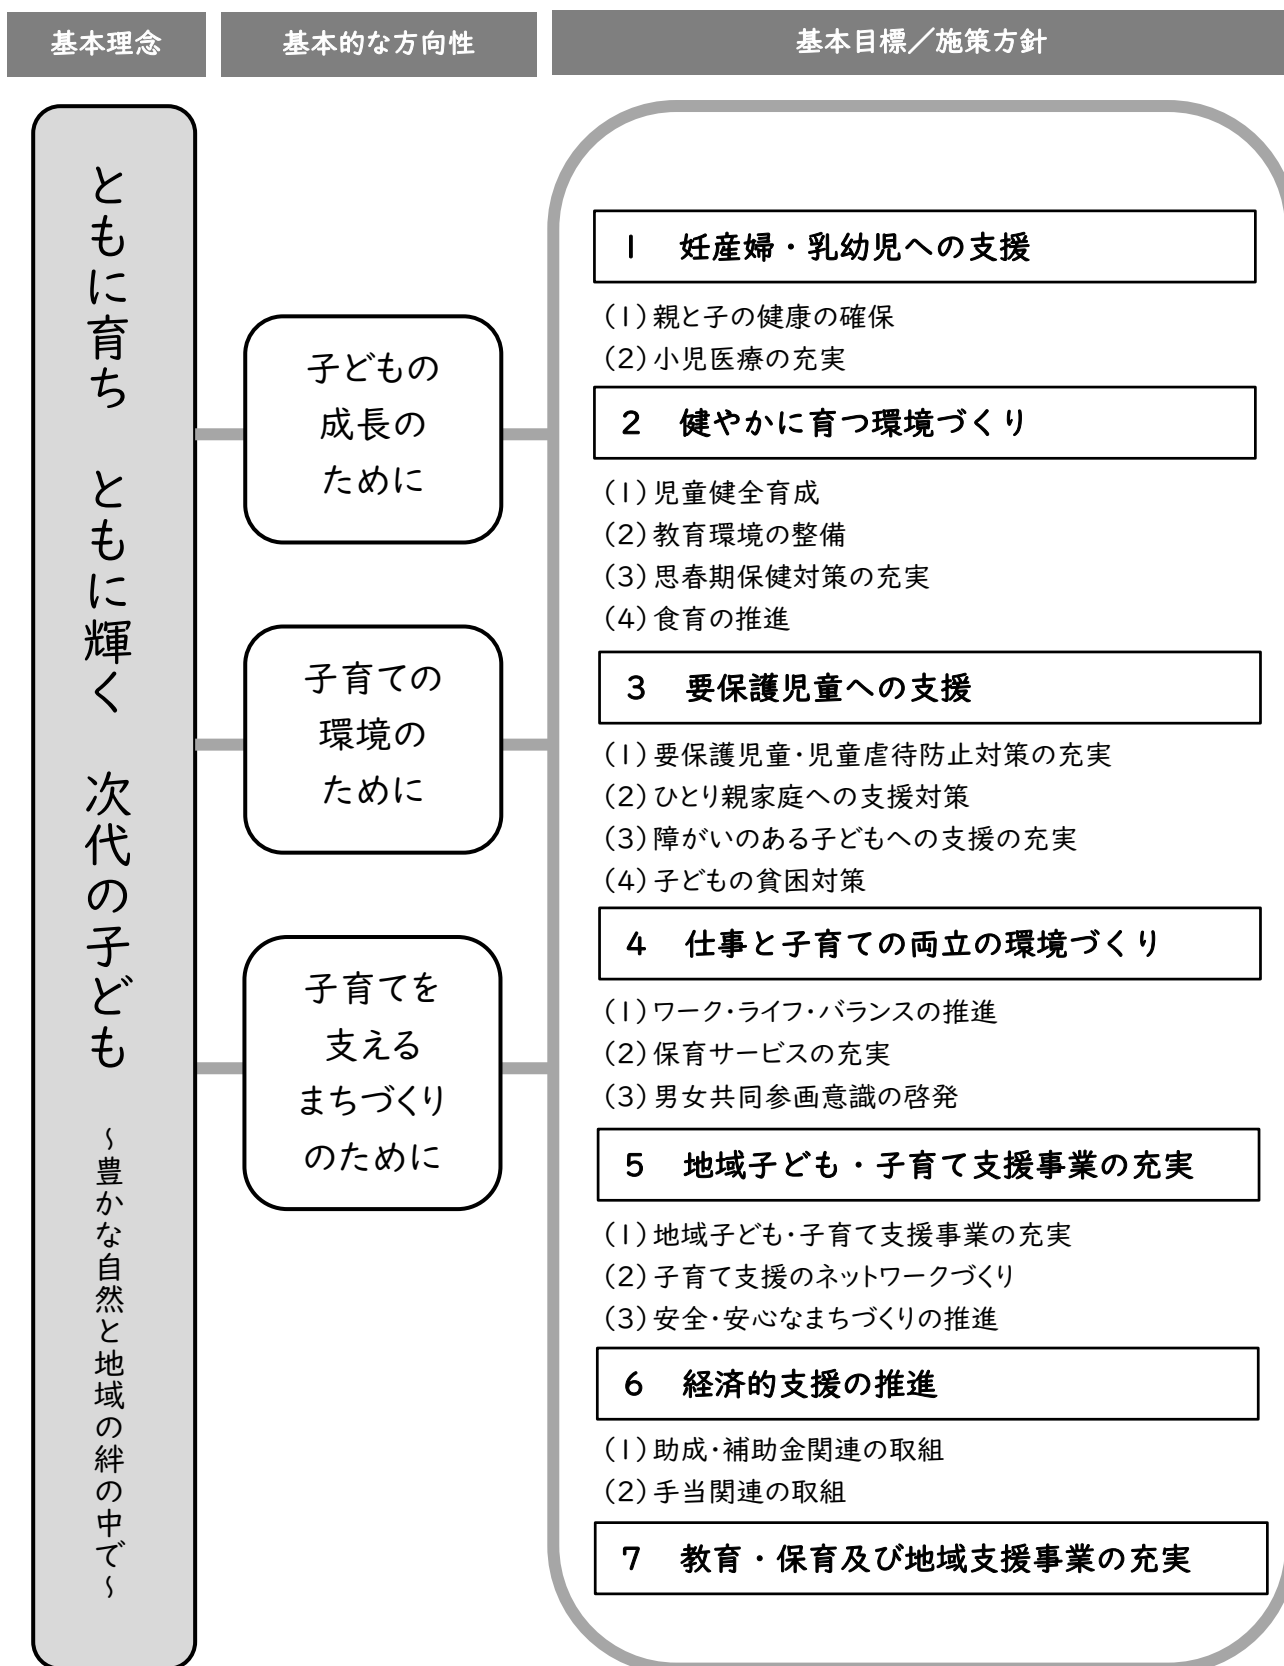 基本理念
基本的な方向性
基本目標／施策方針
ともに育ち　ともに輝く　次代の子ども
～豊かな自然と地域の絆の中で～
子どもの
成長の
ために
子育ての
環境の
ために
子育てを
支える
まちづくり
のために
1　妊産婦・乳幼児への支援
(1)親と子の健康の確保
(2)小児医療の充実
2　健やかに育つ環境づくり
(1)児童健全育成
(2)教育環境の整備
(3)思春期保健対策の充実
(4)食育の推進
3　要保護児童への支援
(1)要保護児童・児童虐待防止対策の充実
(2)ひとり親家庭への支援対策
(3)障がいのある子どもへの支援の充実
(4)子どもの貧困対策
4　仕事と子育ての両立の環境づくり
(1)ワーク・ライフ・バランスの推進
(2)保育サービスの充実
(3)男女共同参画意識の啓発
5　地域子ども・子育て支援事業の充実
(1)地域子ども・子育て支援事業の充実
(2)子育て支援のネットワークづくり
(3)安全・安心なまちづくりの推進
6　経済的支援の推進
(1)助成・補助金関連の取組
(2)手当関連の取組
7　教育・保育及び地域支援事業の充実